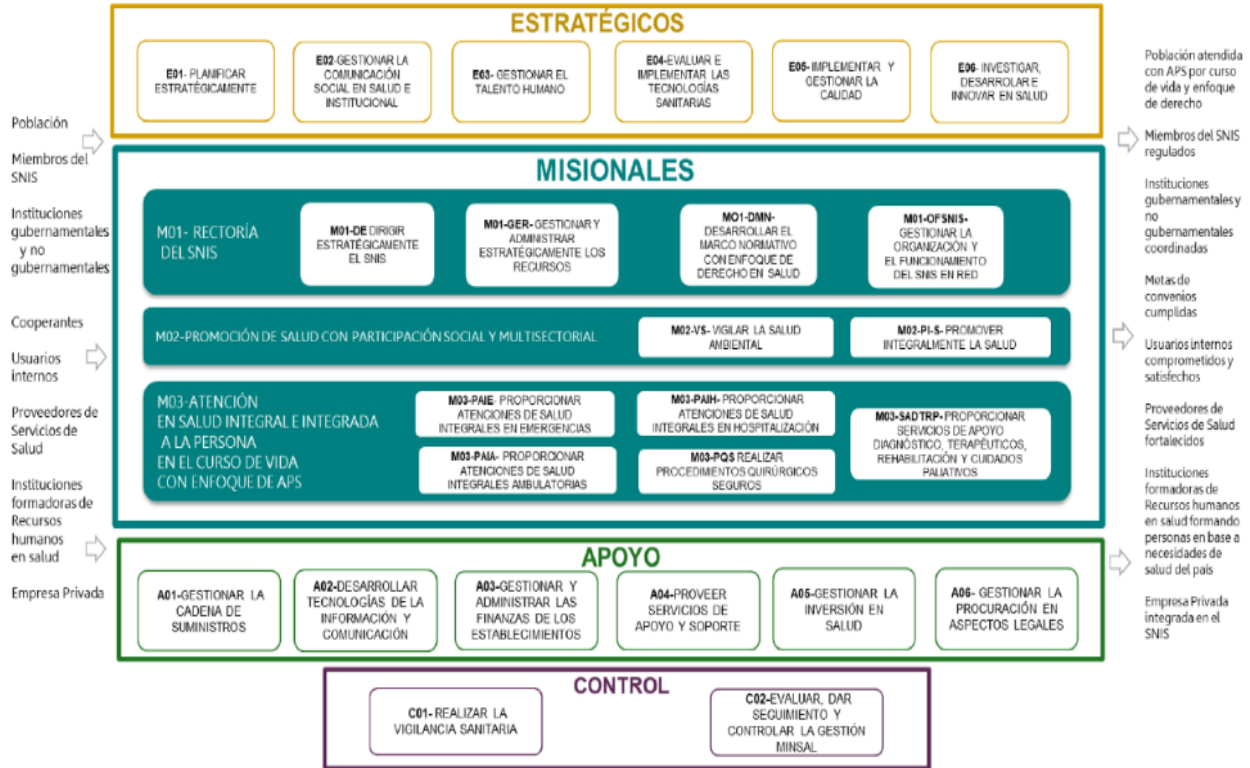 ESTRATÉGICOS
E01- PLANIFICAR
ESTRATÉGICAMENTE
E02-GESTIONAR LA
COMUNICACIÓN
SOCIAL EN SALUD E
INSTITUCIONAL
E03- GESTIONAR EL
TALENTO HUMANO
E04-EVALUAR E
IMPLEMENTAR LAS
TECNOLOGÍAS
SANITARIAS
E05- IMPLEMENTAR Y
GESTIONAR LA
CALIDAD
E06- INVESTIGAR,
DESARROLLAR E
INNOVAR EN SALUD
Población
Miembros del
SNIS
Instituciones
gubernamentales
y no
gubernamentales
Cooperantes
Usuarios
internos
Proveedores de
Servicios de
Salud
Instituciones
formadoras de
Recursos
humanos
en salud
Empresa Privada
MISIONALES
M01- RECTORÍA
DEL SNIS
M01-DE DIRIGIR
ESTRATÉGICAMENTE
EL SNIS
M01-GER- GESTIONAR Y
ADMINISTRAR
ESTRATÉGICAMENTE LOS
RECURSOS
MO1-DMN-
DESARROLLAR EL
MARCO NORMATIVO
CON ENFOQUE DE
DERECHO EN SALUD
M01-OFSNIS-
GESTIONAR LA
ORGANIZACIÓN Y
EL FUNCIONAMIENTO
DEL SNIS EN RED
M02-PROMOCIÓN DE SALUD CON PARTICIPACIÓN SOCIAL Y MULTISECTORIAL
M02-VS- VIGILAR LA SALUD
AMBIENTAL
M02-PI-S- PROMOVER
INTEGRALMENTE LA SALUD
M03-ATENCIÓN
EN SALUD INTEGRAL E INTEGRADA
A LA PERSONA
EN EL CURSO DE VIDA
CON ENFOQUE DE APS
M03-PAIE- PROPORCIONAR
ATENCIONES DE SALUD
INTEGRALES EN EMERGENCIAS
M03-PAIH- PROPORCIONAR
ATENCIONES DE SALUD
INTEGRALES EN HOSPITALIZACIÓN
M03-PAIA- PROPORCIONAR
ATENCIONES DE SALUD
INTEGRALES AMBULATORIAS
M03-PQS REALIZAR
PROCEDIMIENTOS QUIRÚRGICOS
SEGUROS
M03-SADTRP- PROPORCIONAR
SERVICIOS DE APOYO
DIAGNÓSTICO, TERAPÉUTICOS,
REHABILITACIÓN Y CUIDADOS
PALIATIVOS
APOYO
A01-GESTIONAR LA
CADENA DE
SUMINISTROS
A02-DESARROLLAR
TECNOLOGÍAS DE LA
INFORMACIÓN Y
COMUNICACIÓN
A03-GESTIONAR Y
ADMINISTRAR LAS
FINANZAS DE LOS
ESTABLECIMIENTOS
A04-PROVEER
SERVICIOS DE
APOYO Y SOPORTE
A05-GESTIONAR LA
INVERSIÓN EN
SALUD
A06- GESTIONAR LA
PROCURACIÓN EN
ASPECTOS LEGALES
CONTROL
C01- REALIZAR LA
VIGILANCIA SANITARIA
C02-EVALUAR, DAR
SEGUIMIENTO Y
CONTROLAR LA GESTIÓN
MINSAL
Población atendida
con APS por curso
de vida y enfoque
de derecho
Miembros del SNIS
regulados
Instituciones
gubernamentales y
no
gubernamentales
coordinadas
Metas de
convenios
cumplidas
Usuarios internos
comprometidos y
satisfechos
Proveedores de
Servicios de Salud
fortalecidos
Instituciones
formadoras de
Recursos humanos
en salud formando
personas en base a
necesidades de
salud del país
Empresa Privada
integrada en el
SNIS